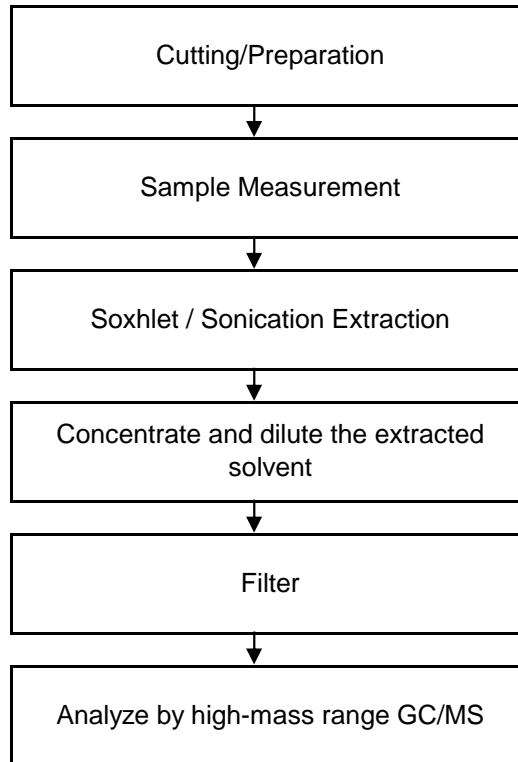 Cutting/Preparation
Sample Measurement
Soxhlet / Sonication Extraction
Concentrate and dilute the extracted
solvent
Filter
Analyze by high-mass range GC/MS